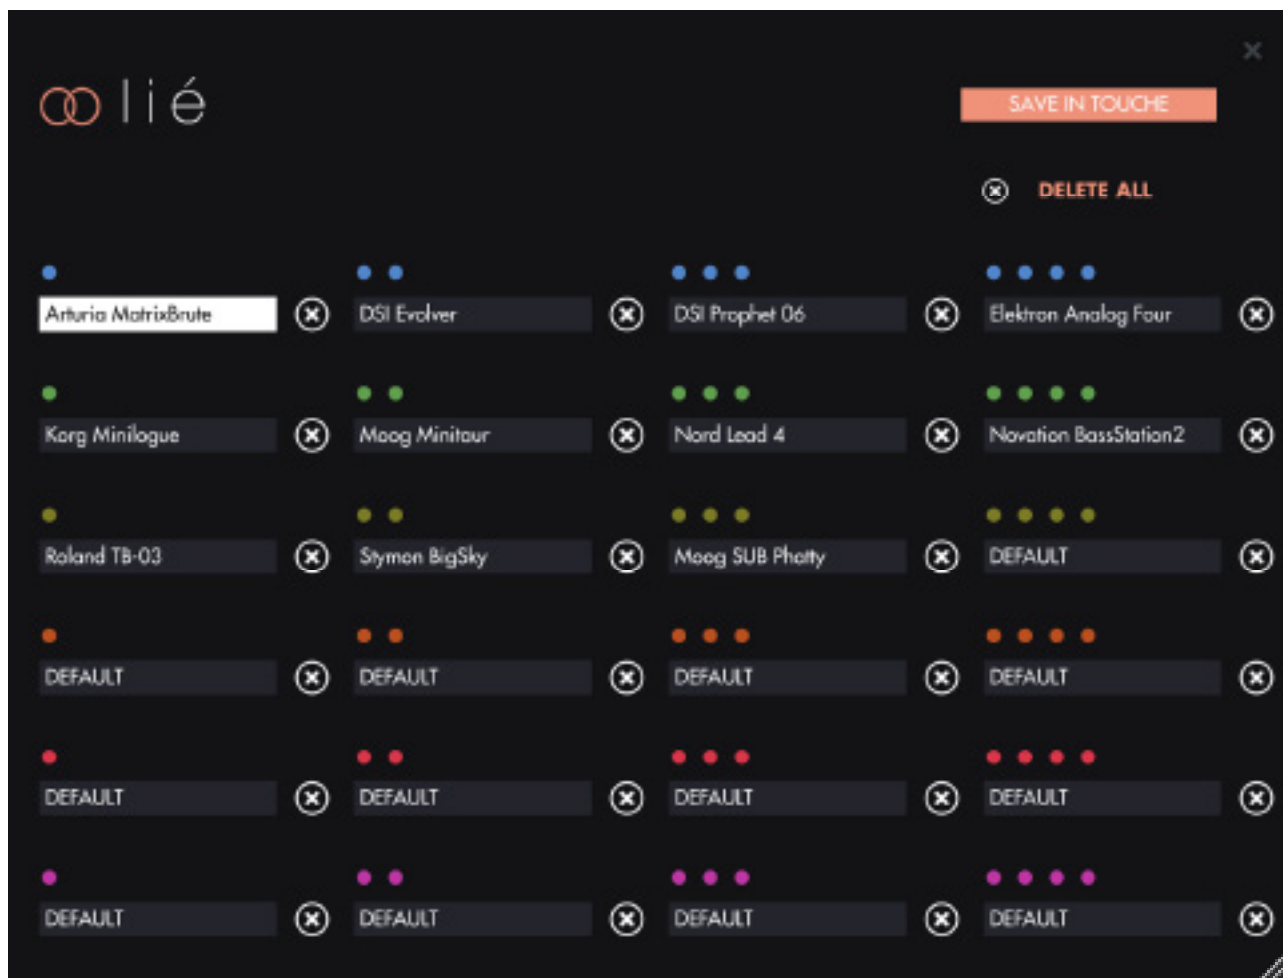 lié
SAVE IN TOUCHE
DELETE ALL
Arturia MatrixBrute DSI Evolver DSI Prophet 06 Elektron Analog Four
Korg Minilogue Moog Minitaur Nord Lead 4 Novation BassStation2
Roland TB-03 Stymon BigSky Moog SUB Phatty DEFAULT
DEFAULT DEFAULT DEFAULT DEFAULT
DEFAULT DEFAULT DEFAULT DEFAULT
DEFAULT DEFAULT DEFAULT DEFAULT